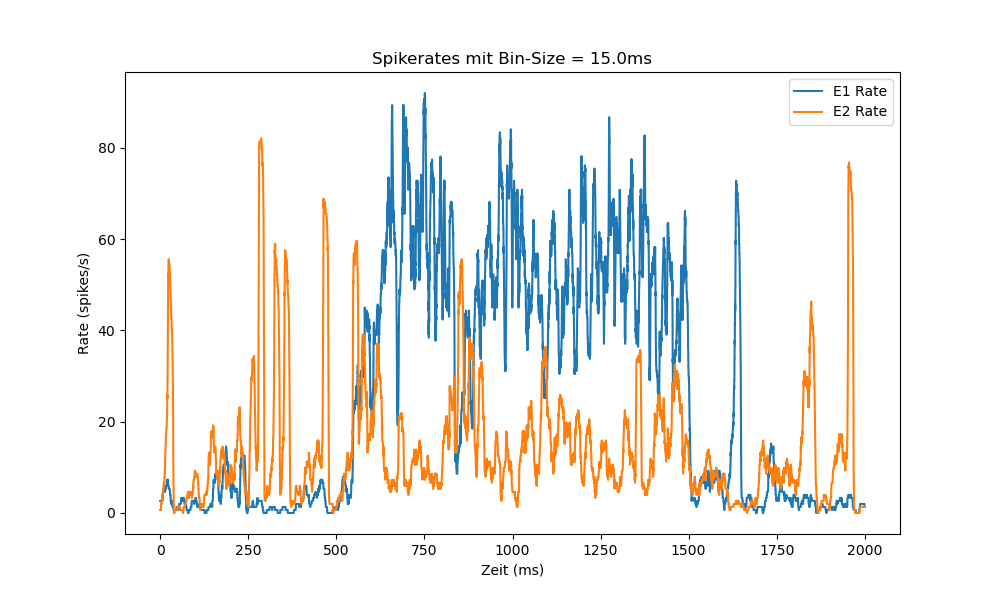 Spikerates mit Bin-Size = 15.0ms
E1 Rate
E2 Rate
Rate (spikes/s)
80
60
40
20
0
0 250 500 750 1000 1250 1500 1750 2000
Zeit (ms)